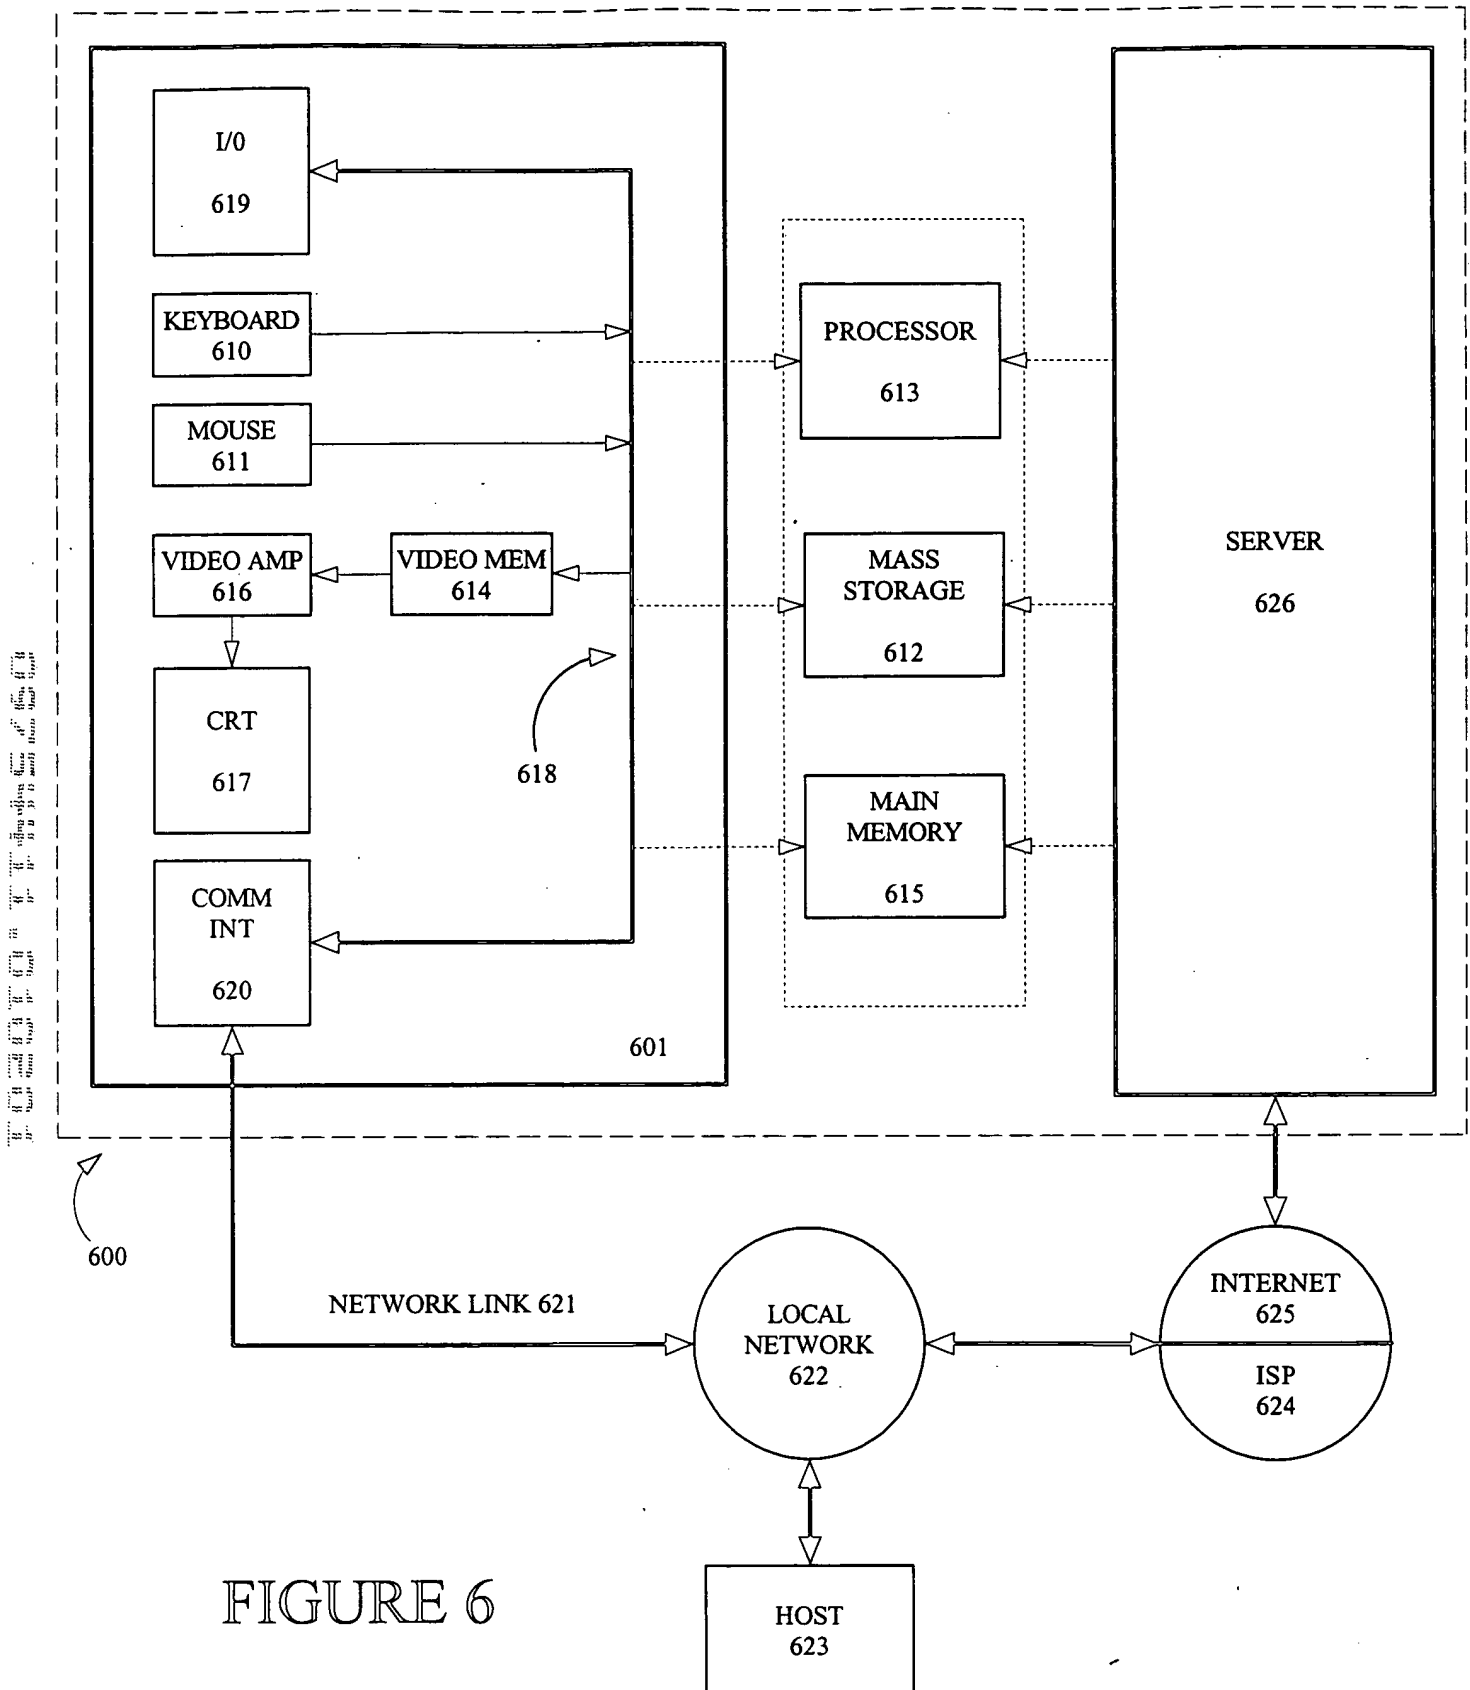 I/0
619
KEYBOARD
610
MOUSE
611
VIDEO AMP
616
VIDEO MEM
614
CRT
617
618
COMM
INT
620
601
PROCESSOR
613
MASS
STORAGE
612
MAIN
MEMORY
615
SERVER
626
600
NETWORK LINK 621
LOCAL
NETWORK
622
INTERNET
625
ISP
624
HOST
623
FIGURE 6